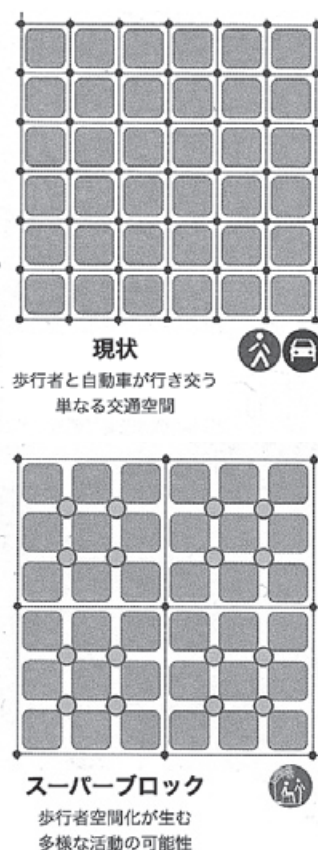 現状
歩行者と自動車が行き交う
単なる交通空間
スーパーブロック
歩行者空間化が生む
多様な活動の可能性